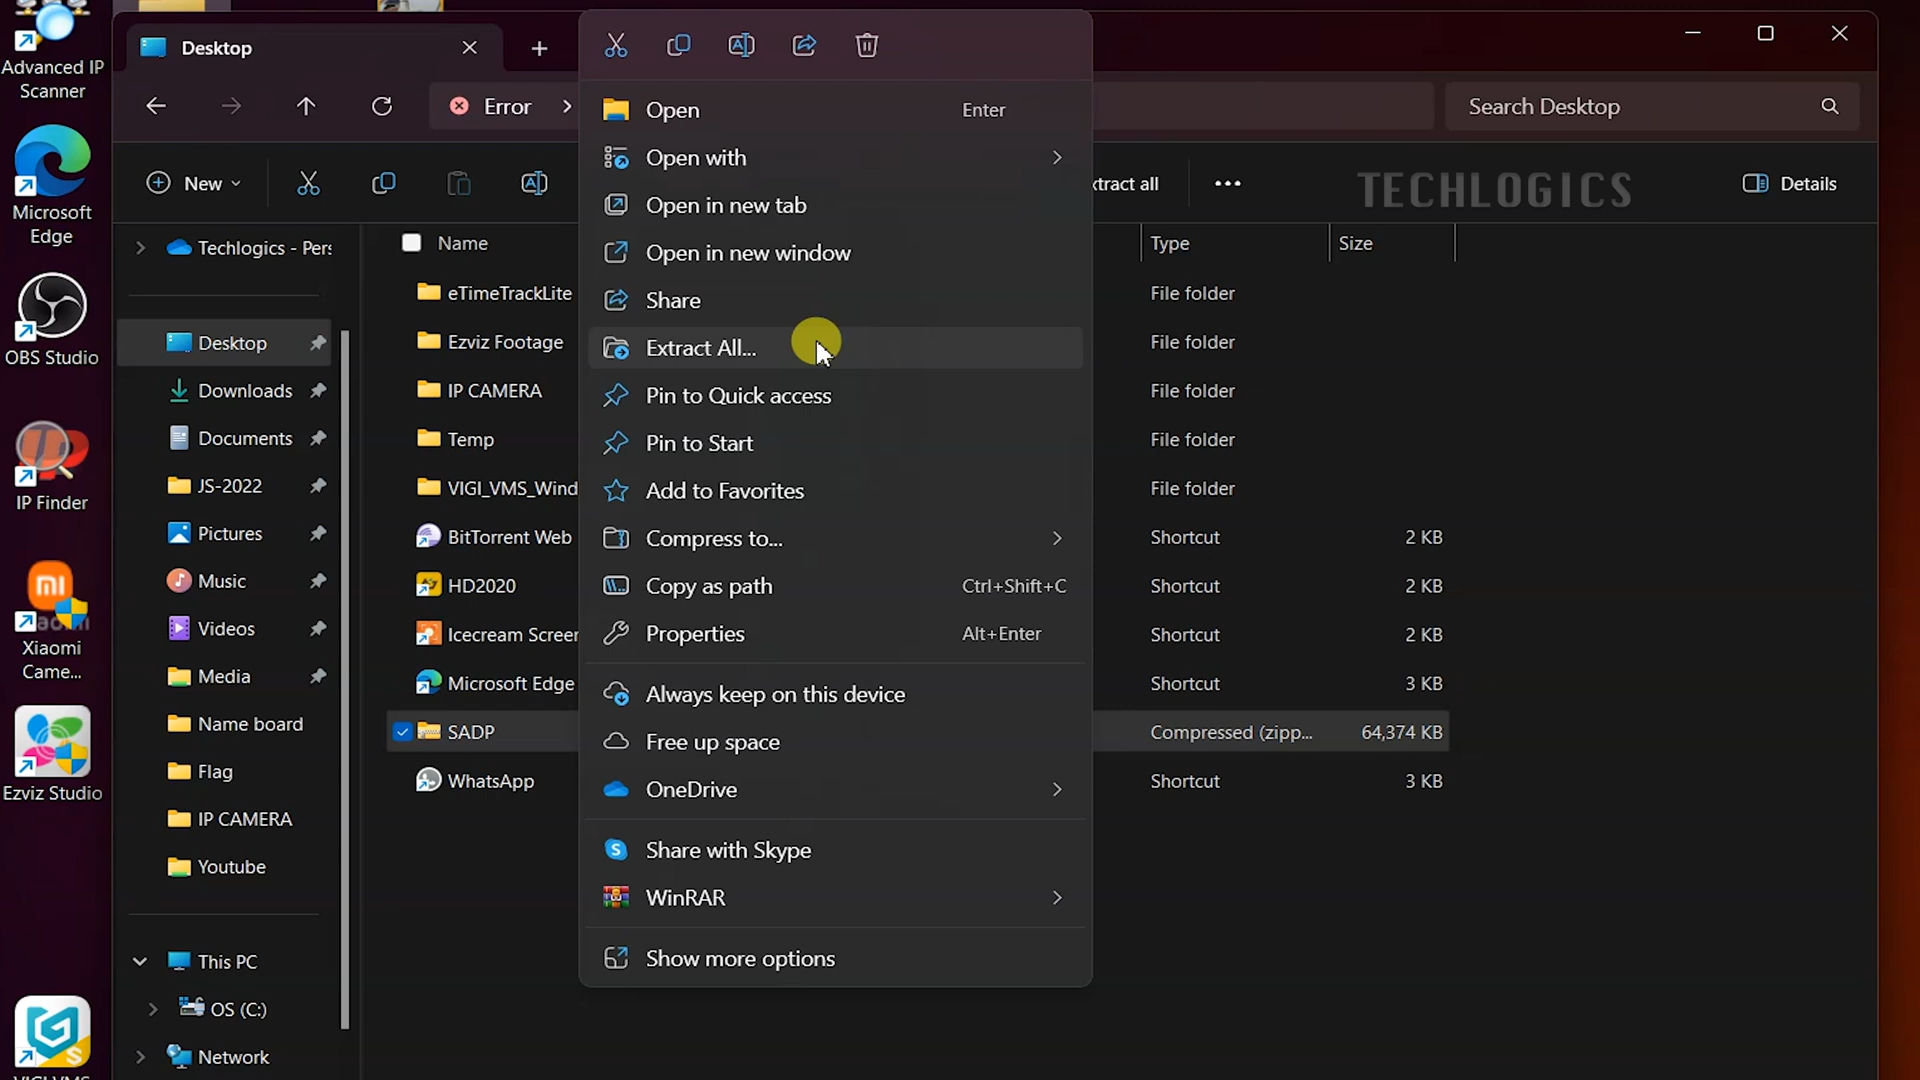 Advanced IP
Scanner
Microsoft
Edge
OBS Studio
IP Finder
Xiaomi
Came...
Ezviz Studio
Desktop
Error
Search Desktop
New
xtract all
TECHLOGICS
Details
Techlogics - Pers
Desktop
Downloads
Documents
JS-2022
Pictures
Music
Videos
Media
Name board
Flag
IP CAMERA
Youtube
This PC
OS (C:)
Network
Name
Type
Size
eTimeTrackLite
File folder
Ezviz Footage
File folder
IP CAMERA
File folder
Temp
File folder
VIGI_VMS_Wind
File folder
BitTorrent Web
Shortcut
2 KB
HD2020
Shortcut
2 KB
Icecream Screen
Shortcut
2 KB
Microsoft Edge
Shortcut
3 KB
SADP
Compressed (zipp...
64,374 KB
WhatsApp
Shortcut
3 KB
Open Enter
Open with
Open in new tab
Open in new window
Share
Extract All...
Pin to Quick access
Pin to Start
Add to Favorites
Compress to...
Copy as path Ctrl+Shift+C
Properties Alt+Enter
Always keep on this device
Free up space
OneDrive
Share with Skype
WinRAR
Show more options